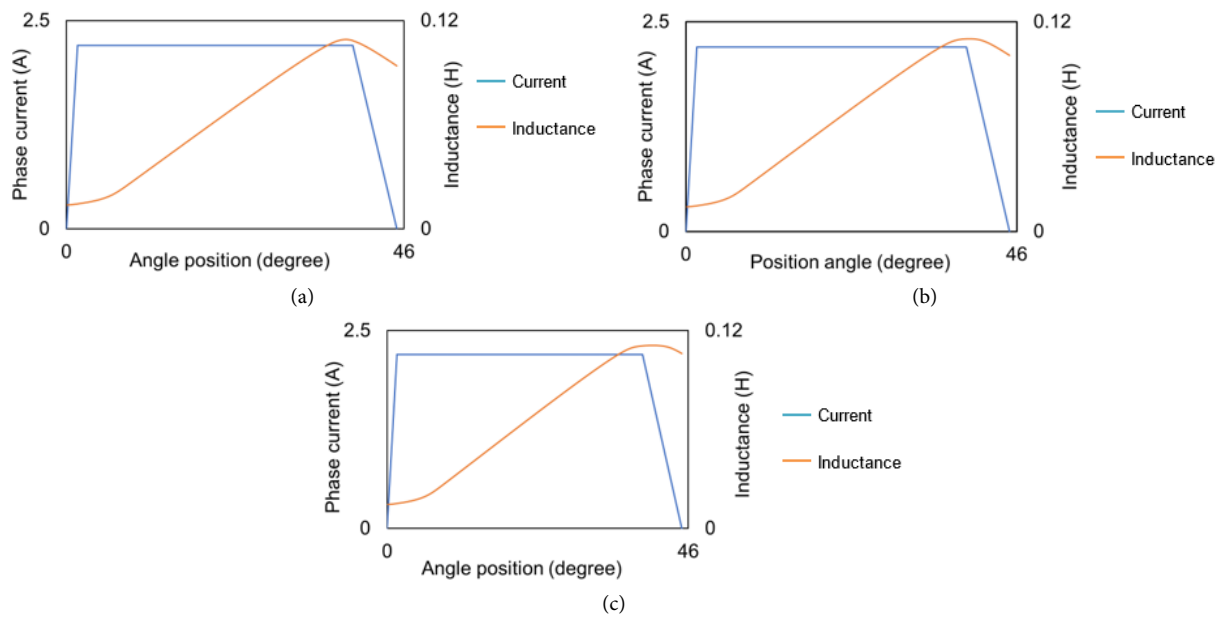 2.5
0.12
Phase current (A)
Inductance (H)
Current
Inductance
0
0
0
46
Angle position (degree)
(a)
2.5
0.12
Phase current (A)
Inductance (H)
Current
Inductance
0
0
0
46
Position angle (degree)
(b)
2.5
0.12
Phase current (A)
Inductance (H)
Current
Inductance
0
0
0
46
Angle position (degree)
(c)